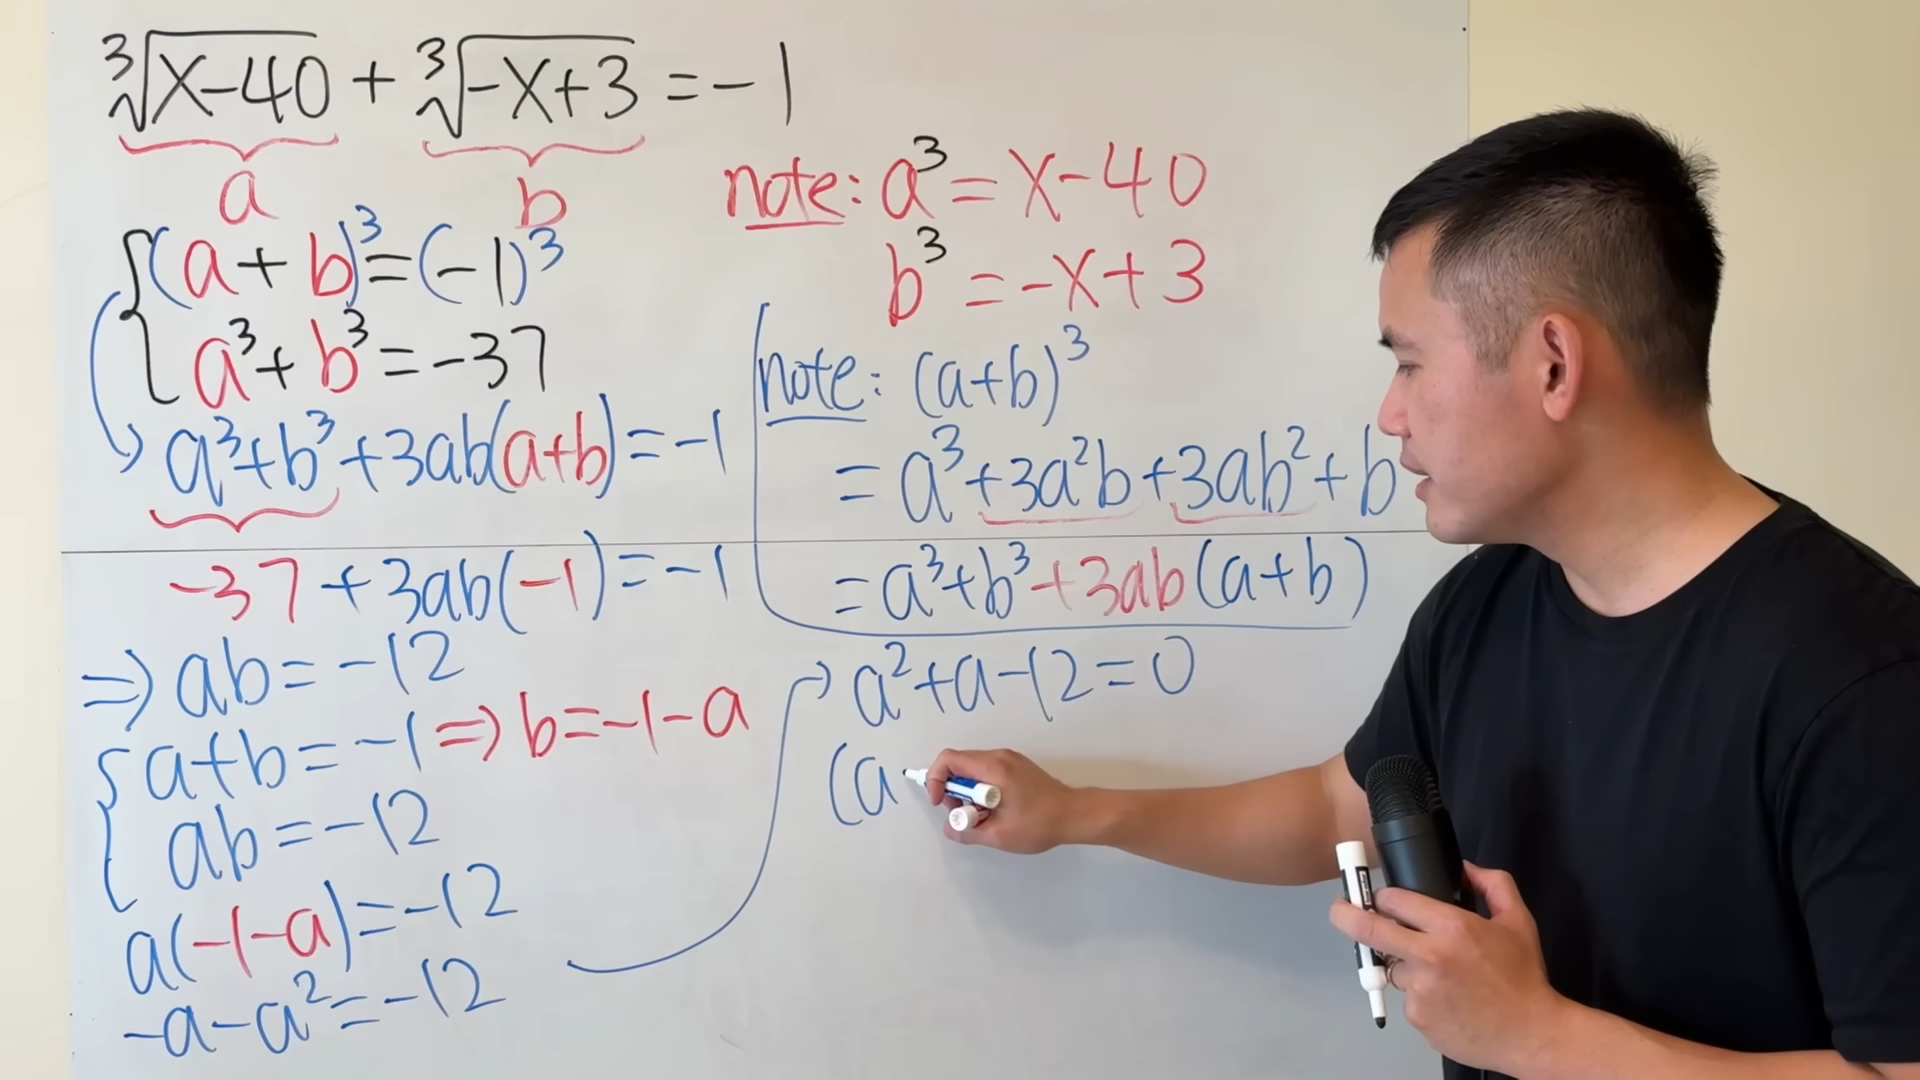 ∛(x-40) + ∛(-x+3) = -1
a b
note: a³ = x-40
b³ = -x+3
(a+b)³ = (-1)³
a³ + b³ = -37
a³+b³+3ab(a+b) = -1
-37 + 3ab(-1) = -1
⇒ ab = -12
a+b = -1 ⇒ b = -1-a
ab = -12
a(-1-a) = -12
-a-a² = -12
note: (a+b)³
= a³+3a²b+3ab²+b
= a³+b³+3ab(a+b)
a²+a-12=0
(a